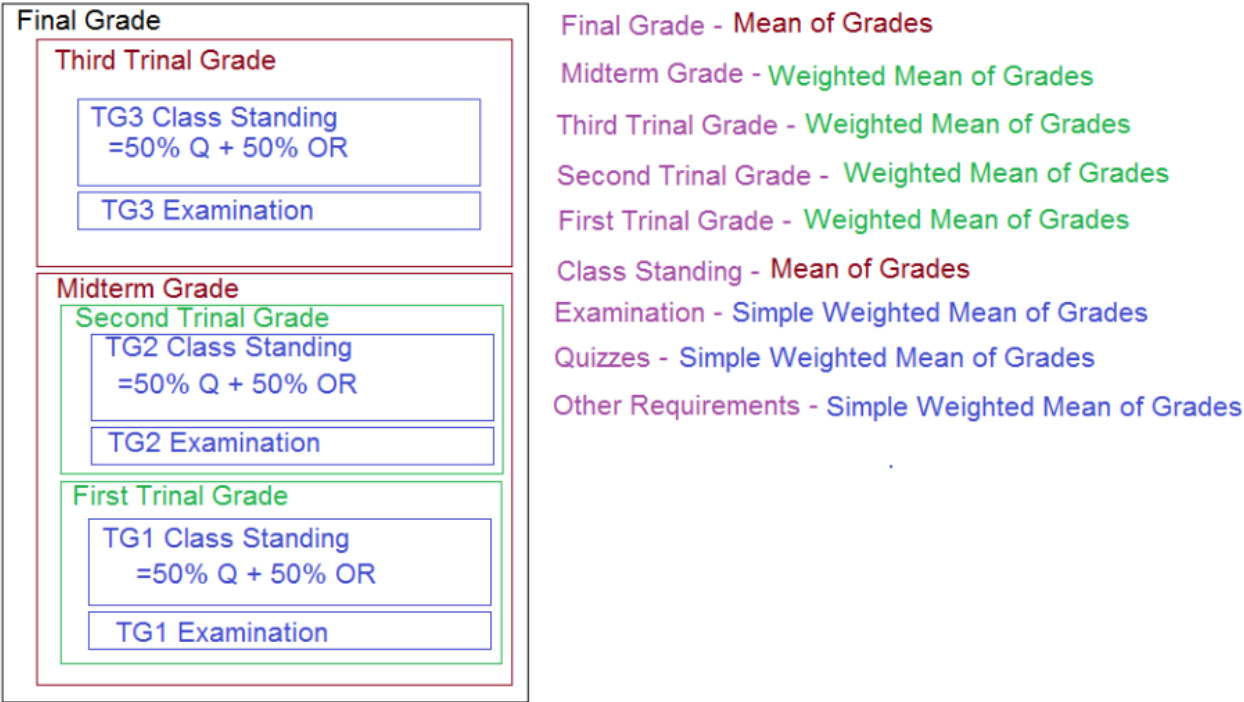 Final Grade
Third Trinal Grade
TG3 Class Standing
=50% Q + 50% OR
TG3 Examination
Midterm Grade
Second Trinal Grade
TG2 Class Standing
=50% Q + 50% OR
TG2 Examination
First Trinal Grade
TG1 Class Standing
=50% Q + 50% OR
TG1 Examination
Final Grade - Mean of Grades
Midterm Grade - Weighted Mean of Grades
Third Trinal Grade - Weighted Mean of Grades
Second Trinal Grade - Weighted Mean of Grades
First Trinal Grade - Weighted Mean of Grades
Class Standing - Mean of Grades
Examination - Simple Weighted Mean of Grades
Quizzes - Simple Weighted Mean of Grades
Other Requirements - Simple Weighted Mean of Grades
.